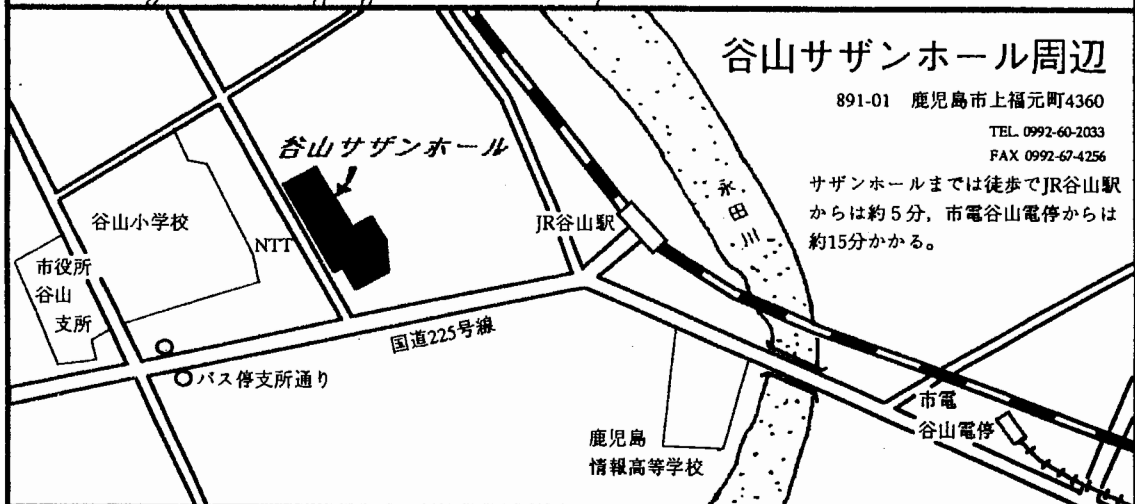 谷山サザンホール周辺
891-01 鹿児島市上福元町4360
TEL. 0992-60-2033
FAX 0992-67-4256
サザンホールまでは徒歩でJR谷山駅
からは約5分，市電谷山電停からは
約15分かかる。
谷山サザンホール
谷山小学校
NTT
JR谷山駅
永田川
市役所
谷山
支所
国道225号線
バス停支所通り
市電
谷山電停
鹿児島
情報高等学校